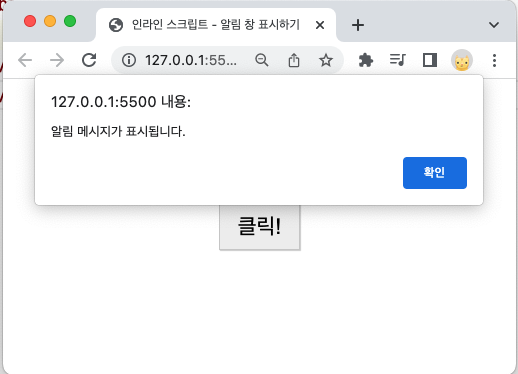 인라인 스크립트 - 알림 창 표시하기
127.0.0.1:55...
127.0.0.1:5500 내용:
알림 메시지가 표시됩니다.
확인
클릭!